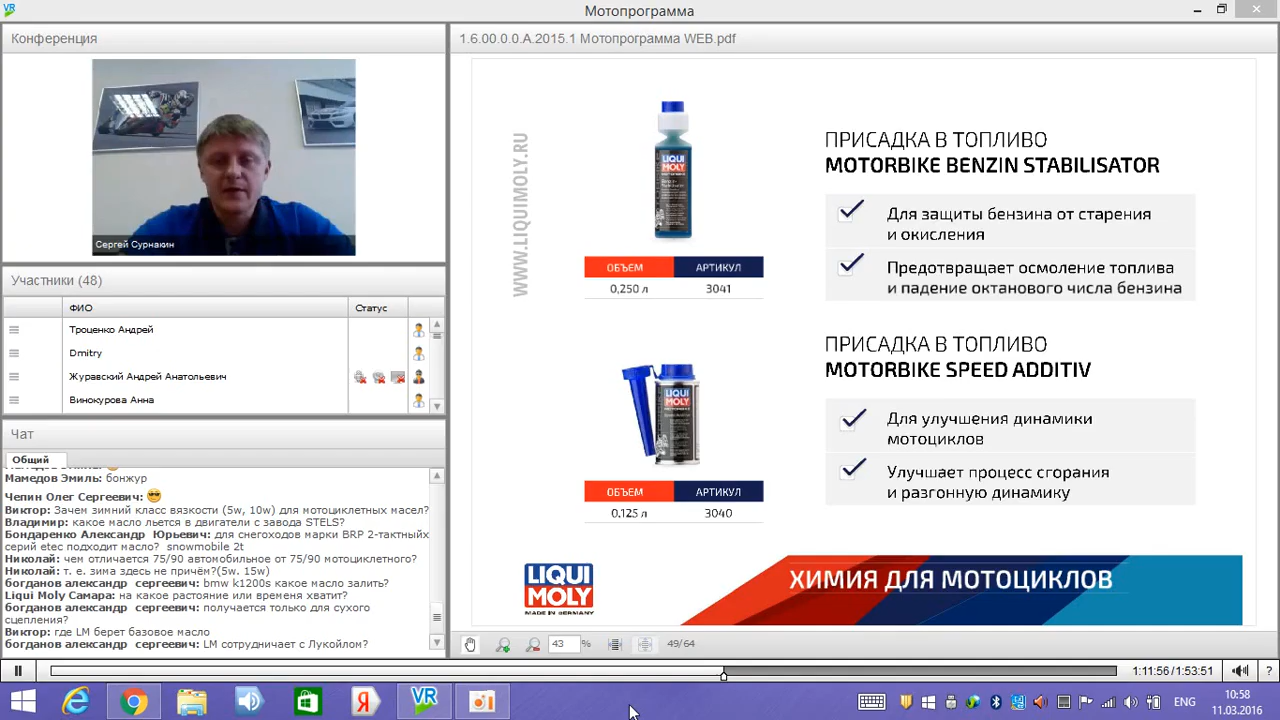 Мотопрограмма
Конференция
Сергей Сурнакин
Участники (48)
ФИО
Статус
Троценко Андрей
Dmitry
Журавский Андрей Анатольевич
Винокурова Анна
Чат
Общий
Мамедов Эмиль: бонжур
Чепин Олег Сергеевич:
Виктор: Зачем зимний класс вязкости (5w, 10w) для мотоциклетных масел?
Владимир: какое масло льется в двигатели с завода STELS?
Бондаренко Александр Юрьевич: для снегоходов марки BRP 2-тактныйх
серий etec подходит масло? snowmobile 2t
Николай: чем отличается 75/90 автомобильное от 75/90 мотоциклетного?
Николай: т. е. зима здесь не причём?(5w. 15w)
богданов александр сергеевич: bmw k1200s какое масло залить?
Liqui Moly Самара: на какое растояние или временя хватит?
богданов александр сергеевич: получается только для сухого
сцепления?
Виктор: где LM берет базовое масло
богданов александр сергеевич: LM сотрудничает с Лукойлом?
1.6.00.0.0.A.2015.1 Мотопрограмма WEB.pdf
WWW.LIQUIMOLY.RU
LIQUI
MOLY
ОБЪЕМ АРТИКУЛ
0,250 л 3041
ПРИСАДКА В ТОПЛИВО
MOTORBIKE BENZIN STABILISATOR
Для защиты бензина от старения
и окисления
Предотвращает осмоление топлива
и падение октанового числа бензина
LIQUI
MOLY
ОБЪЕМ АРТИКУЛ
0,125 л 3040
ПРИСАДКА В ТОПЛИВО
MOTORBIKE SPEED ADDITIV
Для улучшения динамики
мотоциклов
Улучшает процесс сгорания
и разгонную динамику
LIQUI
MOLY
MADE IN GERMANY
ХИМИЯ ДЛЯ МОТОЦИКЛОВ
43 %
49/64
1:11:56/1:53:51
?
VR
ENG
10:58
11.03.2016